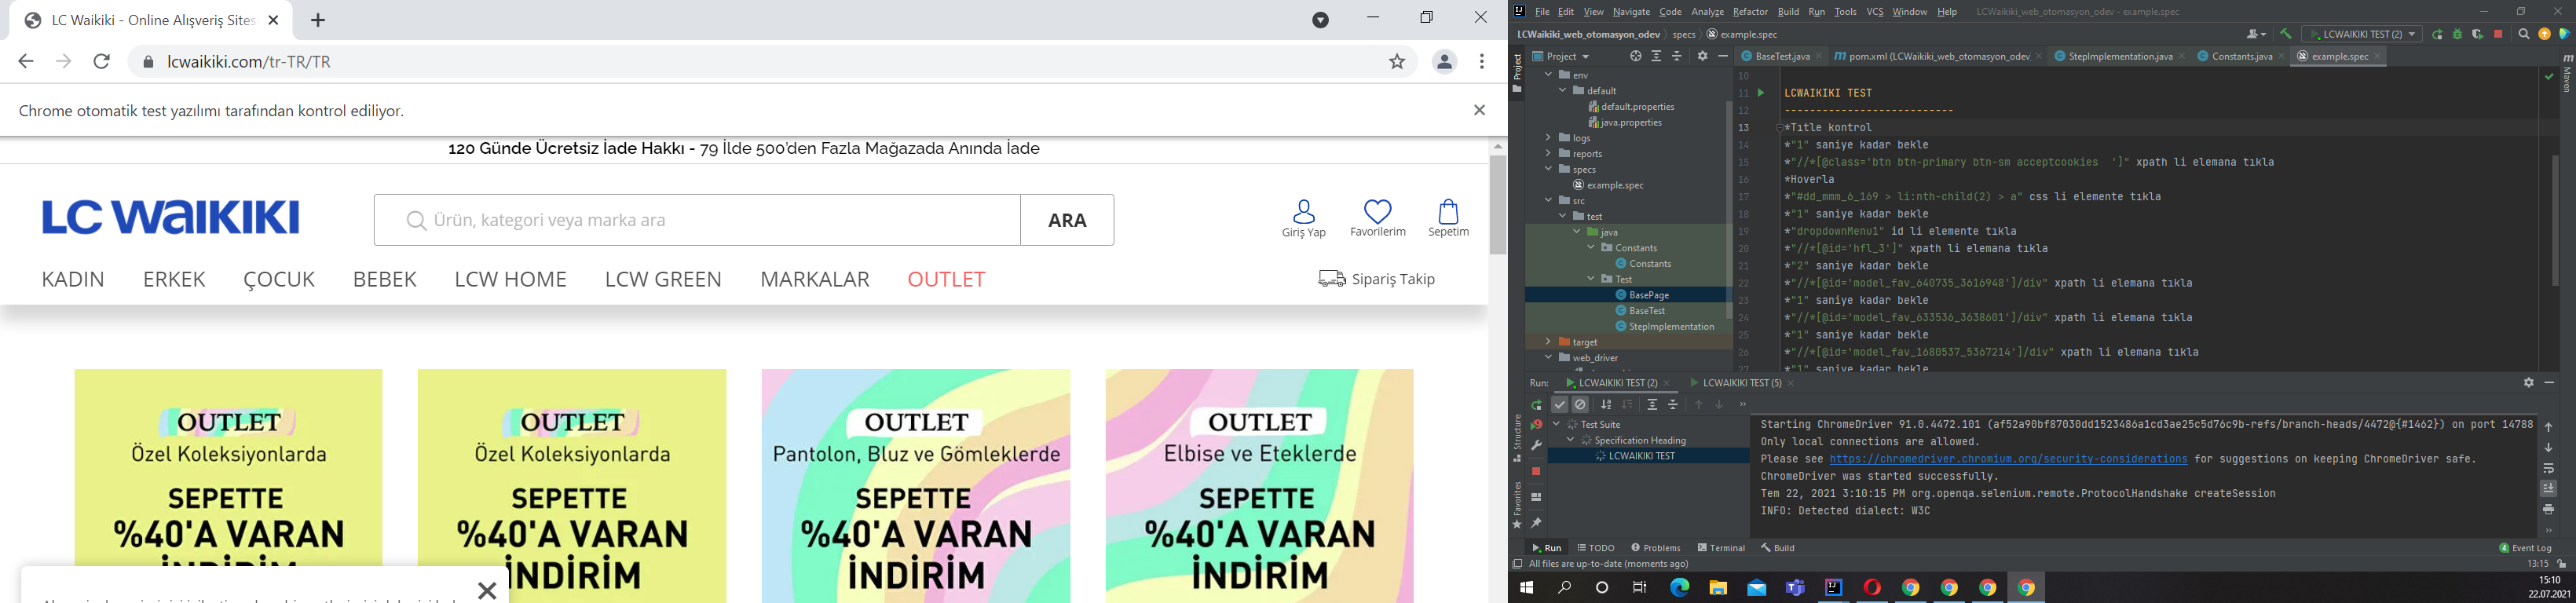 LC Waikiki - Online Alışveriş Sites
lcwaikiki.com/tr-TR/TR
Chrome otomatik test yazılımı tarafından kontrol ediliyor.
120 Günde Ücretsiz İade Hakkı - 79 İlde 500'den Fazla Mağazada Anında İade
LC WAIKIKI
Ürün, kategori veya marka ara
ARA
Giriş Yap
Favorilerim
Sepetim
KADIN ERKEK ÇOCUK BEBEK LCW HOME LCW GREEN MARKALAR OUTLET
Sipariş Takip
OUTLET
Özel Koleksiyonlarda
SEPETTE
%40'A VARAN
İNDİRİM
OUTLET
Özel Koleksiyonlarda
SEPETTE
%40'A VARAN
İNDİRİM
OUTLET
Pantolon, Bluz ve Gömleklerde
SEPETTE
%40'A VARAN
İNDİRİM
OUTLET
Elbise ve Eteklerde
SEPETTE
%40'A VARAN
İNDİRİM
File Edit View Navigate Code Analyze Refactor Build Run Tools VCS Window Help LCWaikiki_web_otomasyon_odev - example.spec
LCWaikiki_web_otomasyon_odev specs example.spec
LCWAIKIKI TEST (2)
Project
BaseTest.java
pom.xml (LCWaikiki_web_otomasyon_odev)
StepImplementation.java
Constants.java
example.spec
Project
Maven
env
default
default.properties
java.properties
logs
reports
specs
example.spec
src
test
java
Constants
Constants
Test
BasePage
BaseTest
StepImplementation
target
web_driver
10
11 LCWAIKIKI TEST
12 ---------------------------
13 *Tıtle kontrol
14 *"1" saniye kadar bekle
15 *"//*[@class='btn btn-primary btn-sm acceptcookies  ']" xpath li elemana tıkla
16 *Hoverla
17 *"#dd_mmm_6_169 > li:nth-child(2) > a" css li elemente tıkla
18 *"1" saniye kadar bekle
19 *"dropdownMenu1" id li elemente tıkla
20 *"//*[@id='hfl_3']" xpath li elemana tıkla
21 *"2" saniye kadar bekle
22 *"//*[@id='model_fav_640735_3616948']/div" xpath li elemana tıkla
23 *"1" saniye kadar bekle
24 *"//*[@id='model_fav_633536_3638601']/div" xpath li elemana tıkla
25 *"1" saniye kadar bekle
26 *"//*[@id='model_fav_1680537_5367214']/div" xpath li elemana tıkla
27 *"1" saniye kadar bekle
Run: LCWAIKIKI TEST (2) LCWAIKIKI TEST (5)
Test Suite
Specification Heading
LCWAIKIKI TEST
Starting ChromeDriver 91.0.4472.101 (af52a90bf87030dd1523486a1cd3ae25c5d76c9b-refs/branch-heads/4472@{#1462}) on port 14788
Only local connections are allowed.
Please see https://chromedriver.chromium.org/security-considerations for suggestions on keeping ChromeDriver safe.
ChromeDriver was started successfully.
Tem 22, 2021 3:10:15 PM org.openqa.selenium.remote.ProtocolHandshake createSession
INFO: Detected dialect: W3C
Structure
Favorites
Run TODO Problems Terminal Build
4 Event Log
All files are up-to-date (moments ago)
13:15
15:10
22.07.2021